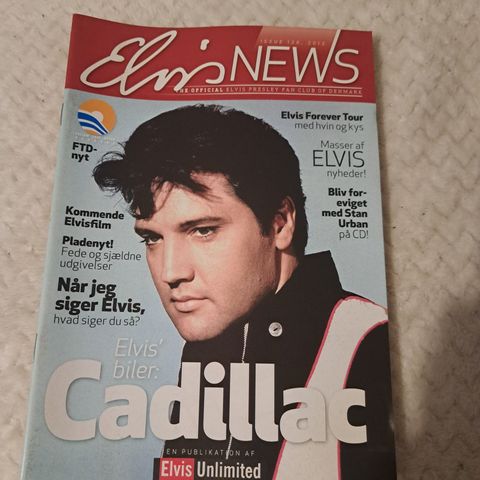 Elvis NEWS
THE OFFICIAL ELVIS PRESLEY FAN CLUB OF DENMARK
FTD-
nyt
Elvis Forever Tour
med hvin og kys
Masser af
ELVIS
nyheder!
Bliv for-
eviget
med Stan
Urban
på CD!
Kommende
Elvisfilm
Pladenyt!
Fede og sjældne
udgivelser
Når jeg
siger Elvis,
hvad siger du så?
Elvis'
biler:
Cadillac
EN PUBLIKATION AF
Elvis Unlimited